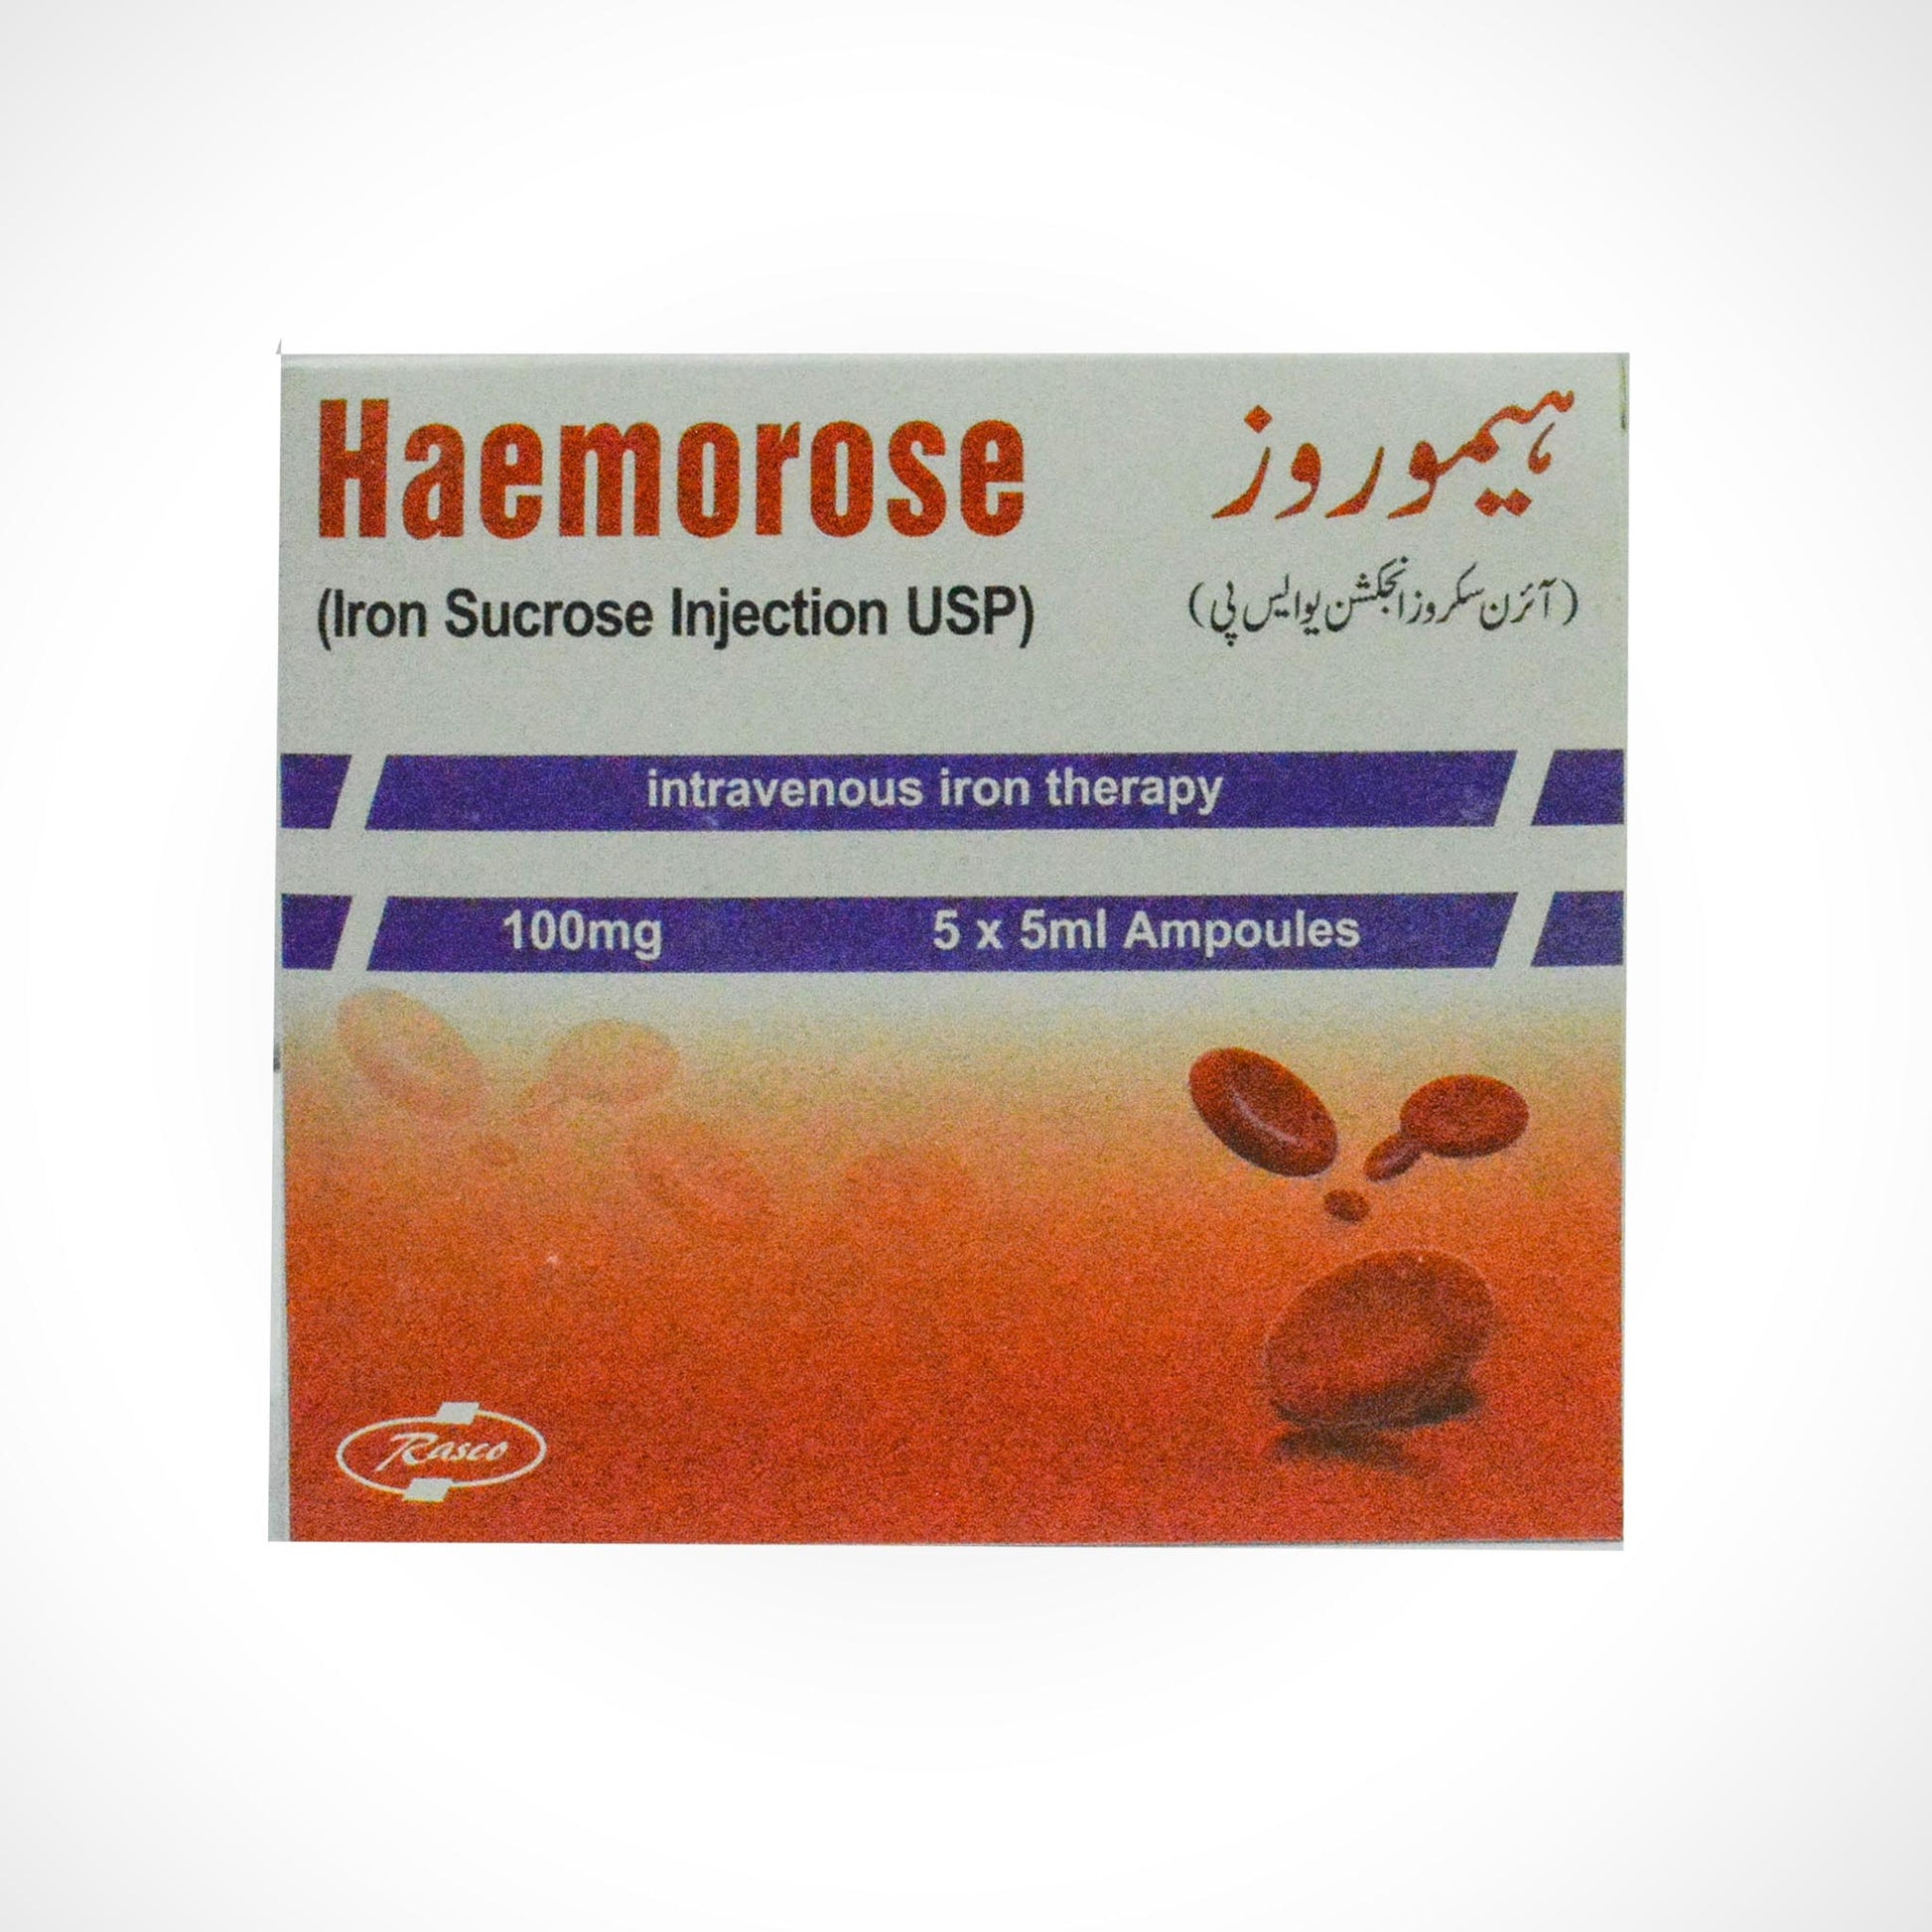 Haemorose
ہیموروز
(Iron Sucrose Injection USP)
(آئرن سکروز انجکشن یو ایس پی)
intravenous iron therapy
100mg 5 x 5ml Ampoules
Rasco